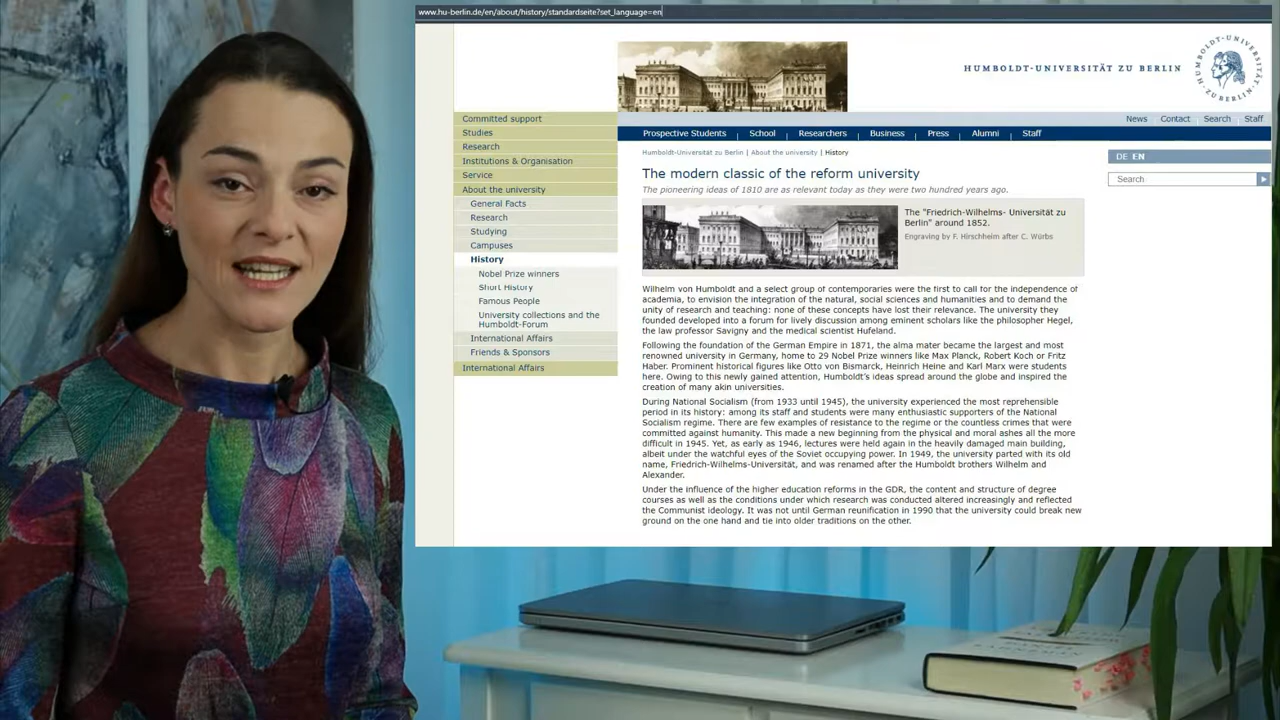 www.hu-berlin.de/en/about/history/standardseite?set_language=en
HUMBOLDT-UNIVERSITÄT ZU BERLIN
HUMBOLDT-UNIVERSITÄT ZU BERLIN
News Contact Search Staff
Prospective Students School Researchers Business Press Alumni Staff
Committed support
Studies
Research
Institutions & Organisation
Service
About the university
General Facts
Research
Studying
Campuses
History
Nobel Prize winners
Short History
Famous People
University collections and the
Humboldt-Forum
International Affairs
Friends & Sponsors
International Affairs
Humboldt-Universität zu Berlin | About the university | History
The modern classic of the reform university
The pioneering ideas of 1810 are as relevant today as they were two hundred years ago.
The "Friedrich-Wilhelms- Universität zu
Berlin" around 1852.
Engraving by F. Hirschheim after C. Würbs
Wilhelm von Humboldt and a select group of contemporaries were the first to call for the independence of
academia, to envision the integration of the natural, social sciences and humanities and to demand the
unity of research and teaching: none of these concepts have lost their relevance. The university they
founded developed into a forum for lively discussion among eminent scholars like the philosopher Hegel,
the law professor Savigny and the medical scientist Hufeland.
Following the foundation of the German Empire in 1871, the alma mater became the largest and most
renowned university in Germany, home to 29 Nobel Prize winners like Max Planck, Robert Koch or Fritz
Haber. Prominent historical figures like Otto von Bismarck, Heinrich Heine and Karl Marx were students
here. Owing to this newly gained attention, Humboldt's ideas spread around the globe and inspired the
creation of many akin universities.
During National Socialism (from 1933 until 1945), the university experienced the most reprehensible
period in its history: among its staff and students were many enthusiastic supporters of the National
Socialism regime. There are few examples of resistance to the regime or the countless crimes that were
committed against humanity. This made a new beginning from the physical and moral ashes all the more
difficult in 1945. Yet, as early as 1946, lectures were held again in the heavily damaged main building,
albeit under the watchful eyes of the Soviet occupying power. In 1949, the university parted with its old
name, Friedrich-Wilhelms-Universität, and was renamed after the Humboldt brothers Wilhelm and
Alexander.
Under the influence of the higher education reforms in the GDR, the content and structure of degree
courses as well as the conditions under which research was conducted altered increasingly and reflected
the Communist ideology. It was not until German reunification in 1990 that the university could break new
ground on the one hand and tie into older traditions on the other.
DE EN
Search